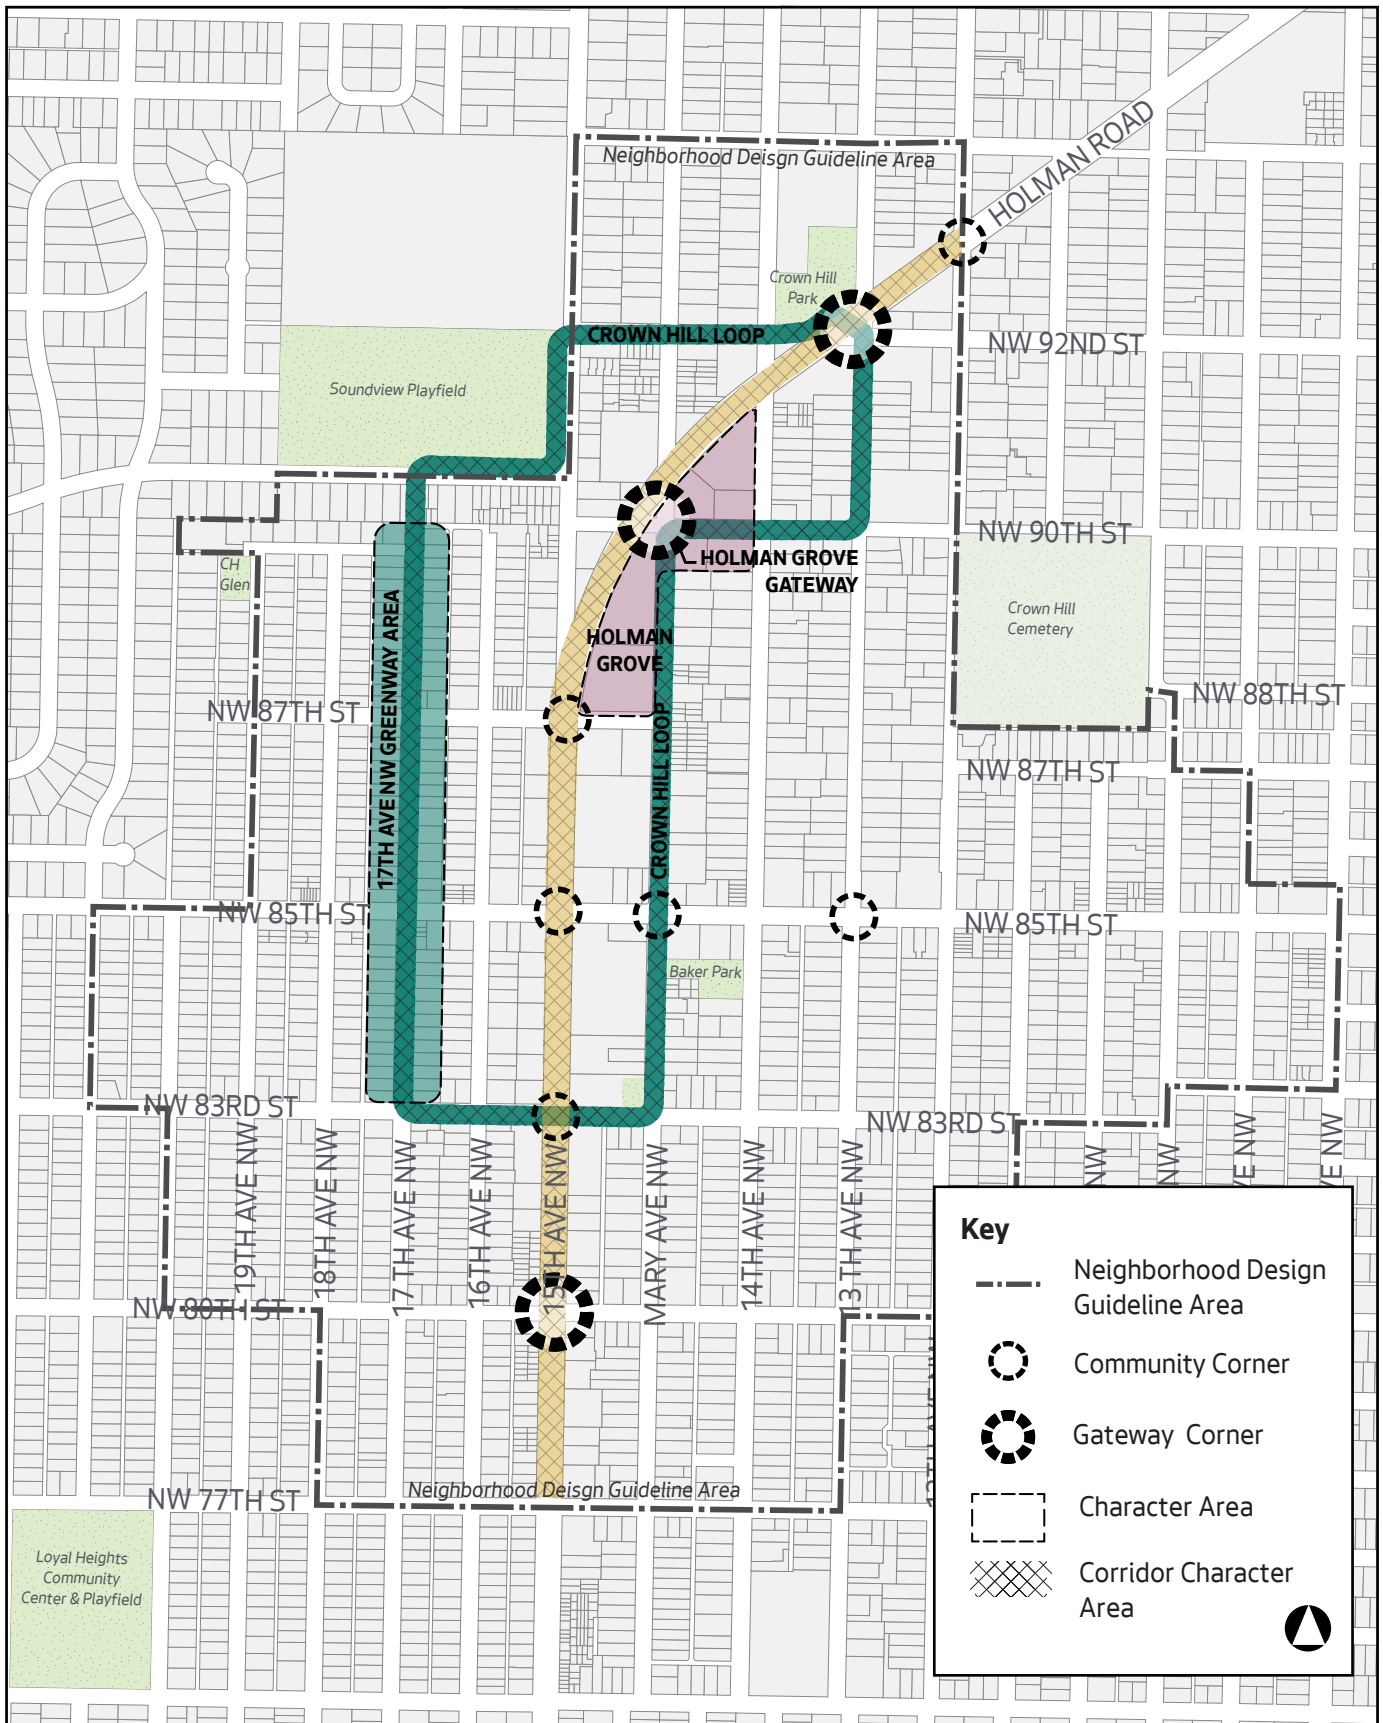 Neighborhood Deisgn Guideline Area
HOLMAN ROAD
Crown Hill
Park
CROWN HILL LOOP
NW 92ND ST
Soundview Playfield
NW 90TH ST
HOLMAN GROVE
GATEWAY
CH
Glen
Crown Hill
Cemetery
17TH AVE NW GREENWAY AREA
HOLMAN
GROVE
NW 88TH ST
NW 87TH ST
CROWN HILL LOOP
NW 87TH ST
NW 85TH ST
NW 85TH ST
Baker Park
NW 83RD ST
NW 83RD ST
19TH AVE NW
18TH AVE NW
17TH AVE NW
16TH AVE NW
15TH AVE NW
MARY AVE NW
14TH AVE NW
13TH AVE NW
NW
NW
VE NW
VE NW
NW 80TH ST
Neighborhood Deisgn Guideline Area
NW 77TH ST
Loyal Heights
Community
Center & Playfield
Key
Neighborhood Design
Guideline Area
Community Corner
Gateway Corner
Character Area
Corridor Character
Area